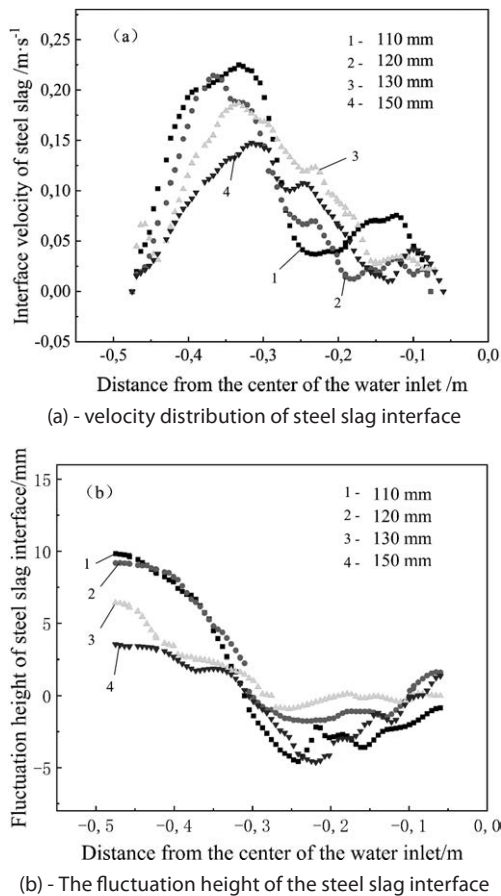 (a)
1 - 110 mm
2 - 120 mm
3 - 130 mm
4 - 150 mm
Interface velocity of steel slag /m·s⁻¹
0,25
0,20
0,15
0,10
0,05
0,00
0,05
3
4
1
2
-0,5 -0,4 -0,3 -0,2 -0,1 0,0
Distance from the center of the water inlet /m
(a) - velocity distribution of steel slag interface
(b)
1 - 110 mm
2 - 120 mm
3 - 130 mm
4 - 150 mm
Fluctuation height of steel slag interface/mm
15
10
5
0
-5
1
2
3
4
-0, 5 -0, 4 -0, 3 -0, 2 -0, 1 0, 0
Distance from the center of the water inlet/m
(b) - The fluctuation height of the steel slag interface